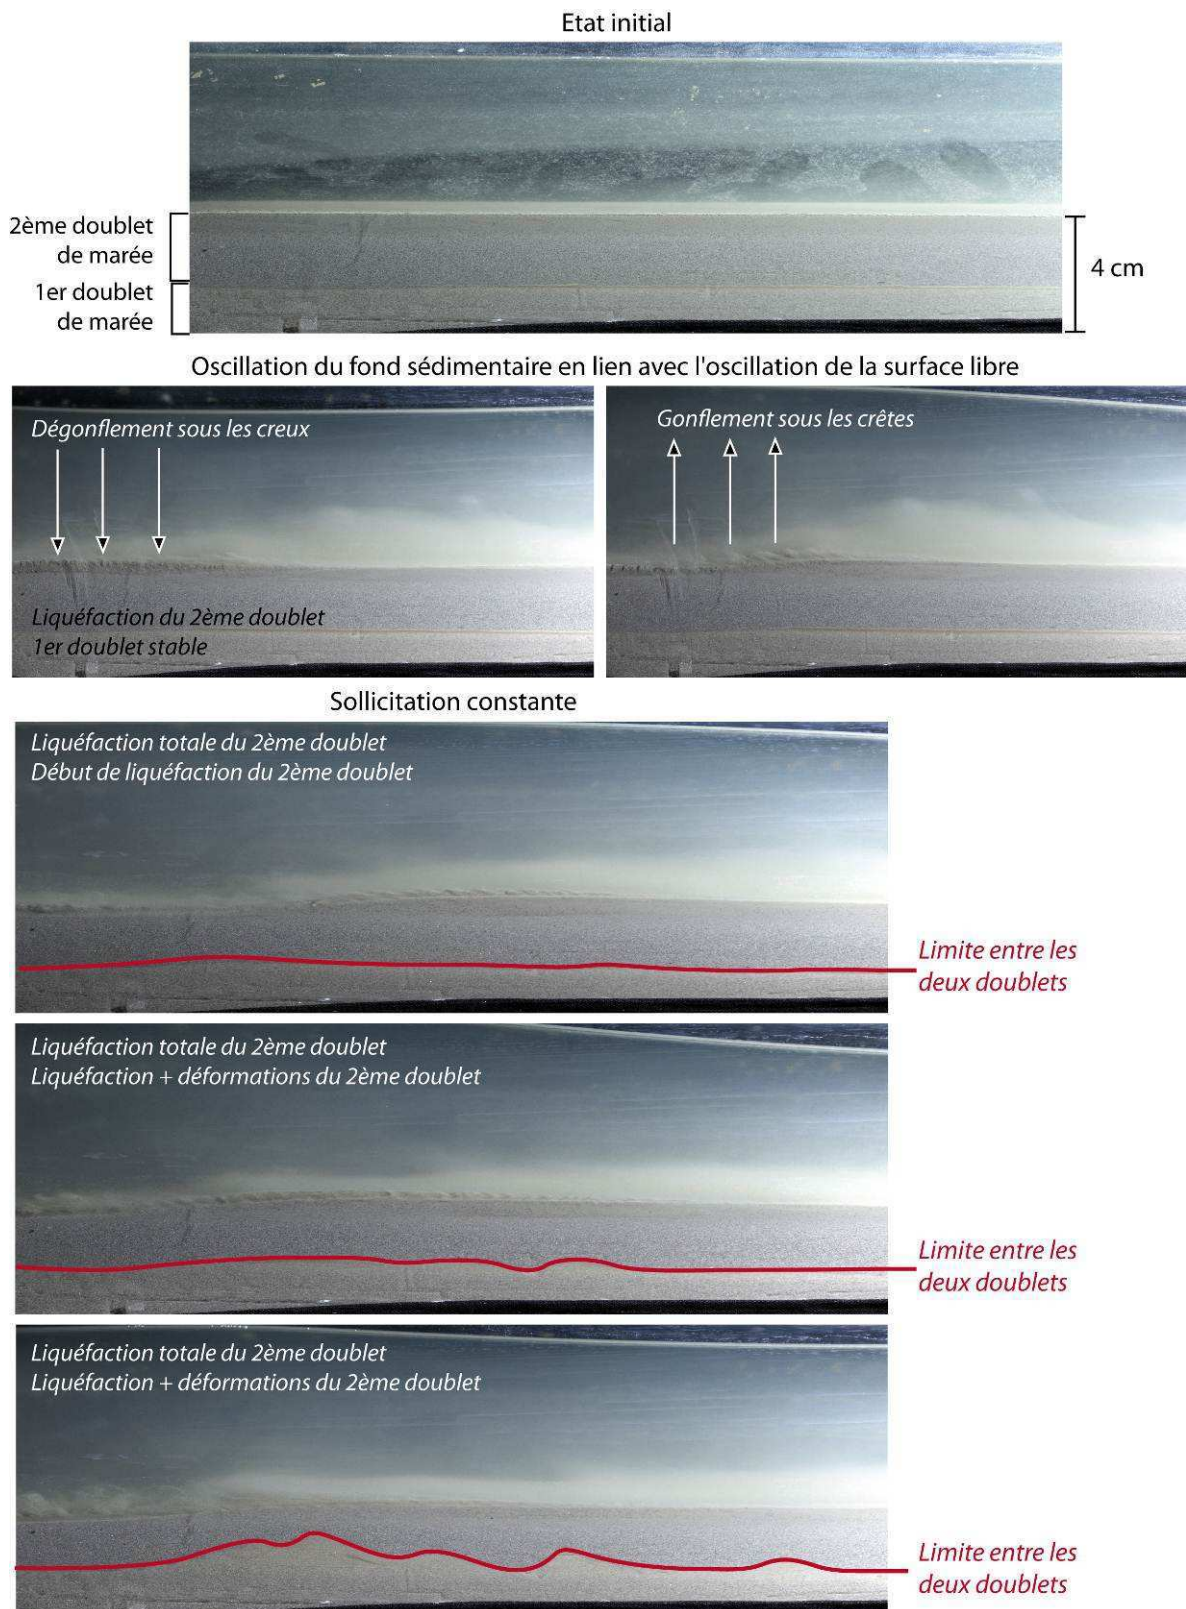 Etat initial
2ème doublet
de marée
1er doublet
de marée
4 cm
Oscillation du fond sédimentaire en lien avec l'oscillation de la surface libre
Dégonflement sous les creux
Liquéfaction du 2ème doublet
1er doublet stable
Gonflement sous les crêtes
Sollicitation constante
Liquéfaction totale du 2ème doublet
Début de liquéfaction du 2ème doublet
Limite entre les
deux doublets
Liquéfaction totale du 2ème doublet
Liquéfaction + déformations du 2ème doublet
Limite entre les
deux doublets
Liquéfaction totale du 2ème doublet
Liquéfaction + déformations du 2ème doublet
Limite entre les
deux doublets